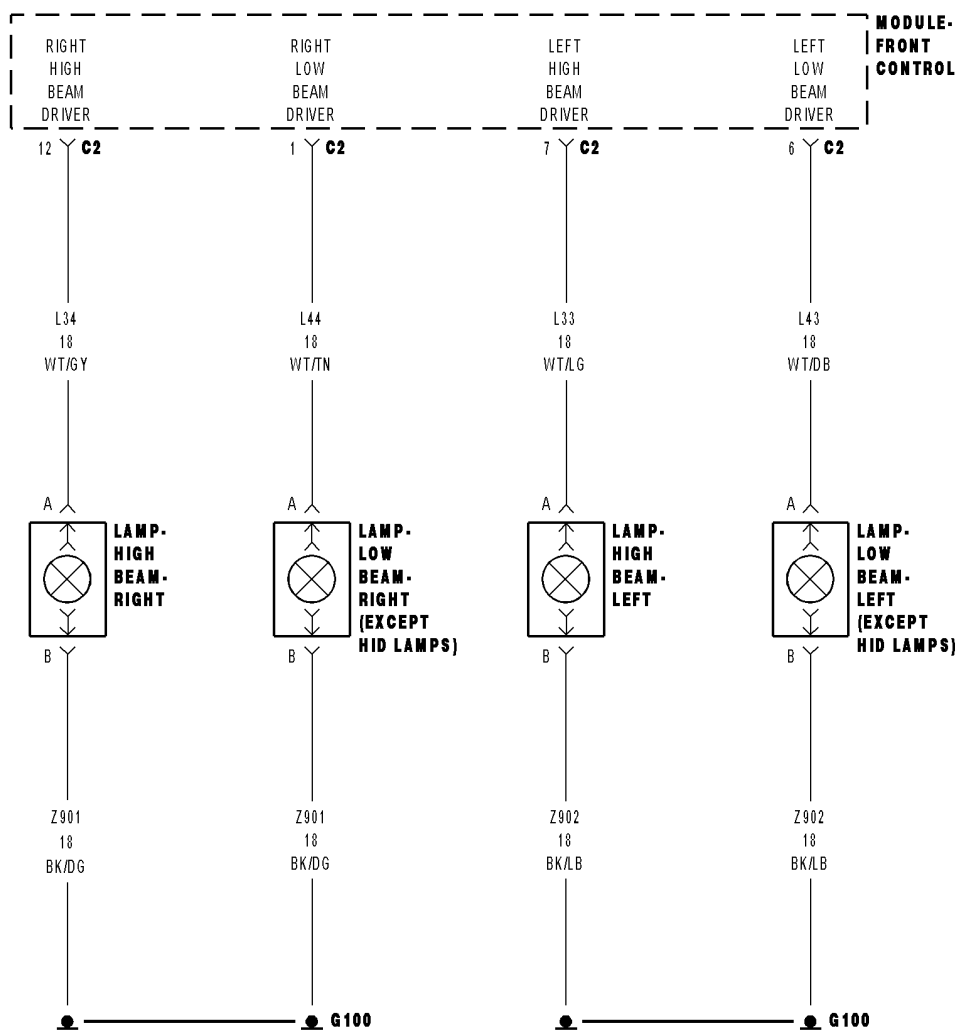 MODULE-
FRONT
CONTROL
RIGHT
HIGH
BEAM
DRIVER
RIGHT
LOW
BEAM
DRIVER
LEFT
HIGH
BEAM
DRIVER
LEFT
LOW
BEAM
DRIVER
12 C2
1 C2
7 C2
6 C2
L34
18
WT/GY
L44
18
WT/TN
L33
18
WT/LG
L43
18
WT/DB
A
LAMP-
HIGH
BEAM-
RIGHT
B
A
LAMP-
LOW
BEAM-
RIGHT
(EXCEPT
HID LAMPS)
B
A
LAMP-
HIGH
BEAM-
LEFT
B
A
LAMP-
LOW
BEAM-
LEFT
(EXCEPT
HID LAMPS)
B
Z901
18
BK/DG
Z901
18
BK/DG
Z902
18
BK/LB
Z902
18
BK/LB
G100
G100